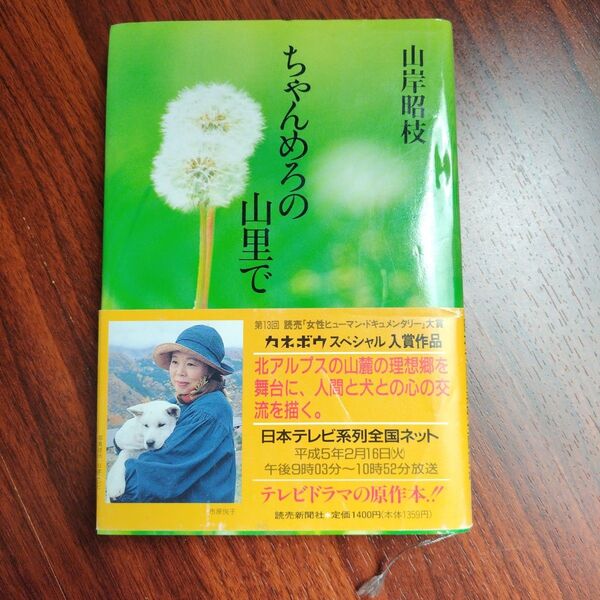 山岸昭枝
ちゃんめろの
山里で
第13回 読売「女性ヒューマン・ドキュメンタリー」大賞
カネボウスペシャル入賞作品
北アルプスの山麓の理想郷を
舞台に、人間と犬との心の交
流を描く。
日本テレビ系列全国ネット
平成5年2月16日(火)
午後9時03分～10時52分放送
テレビドラマの原作本!!
読売新聞社●定価1400円(本体1359円)
市原悦子